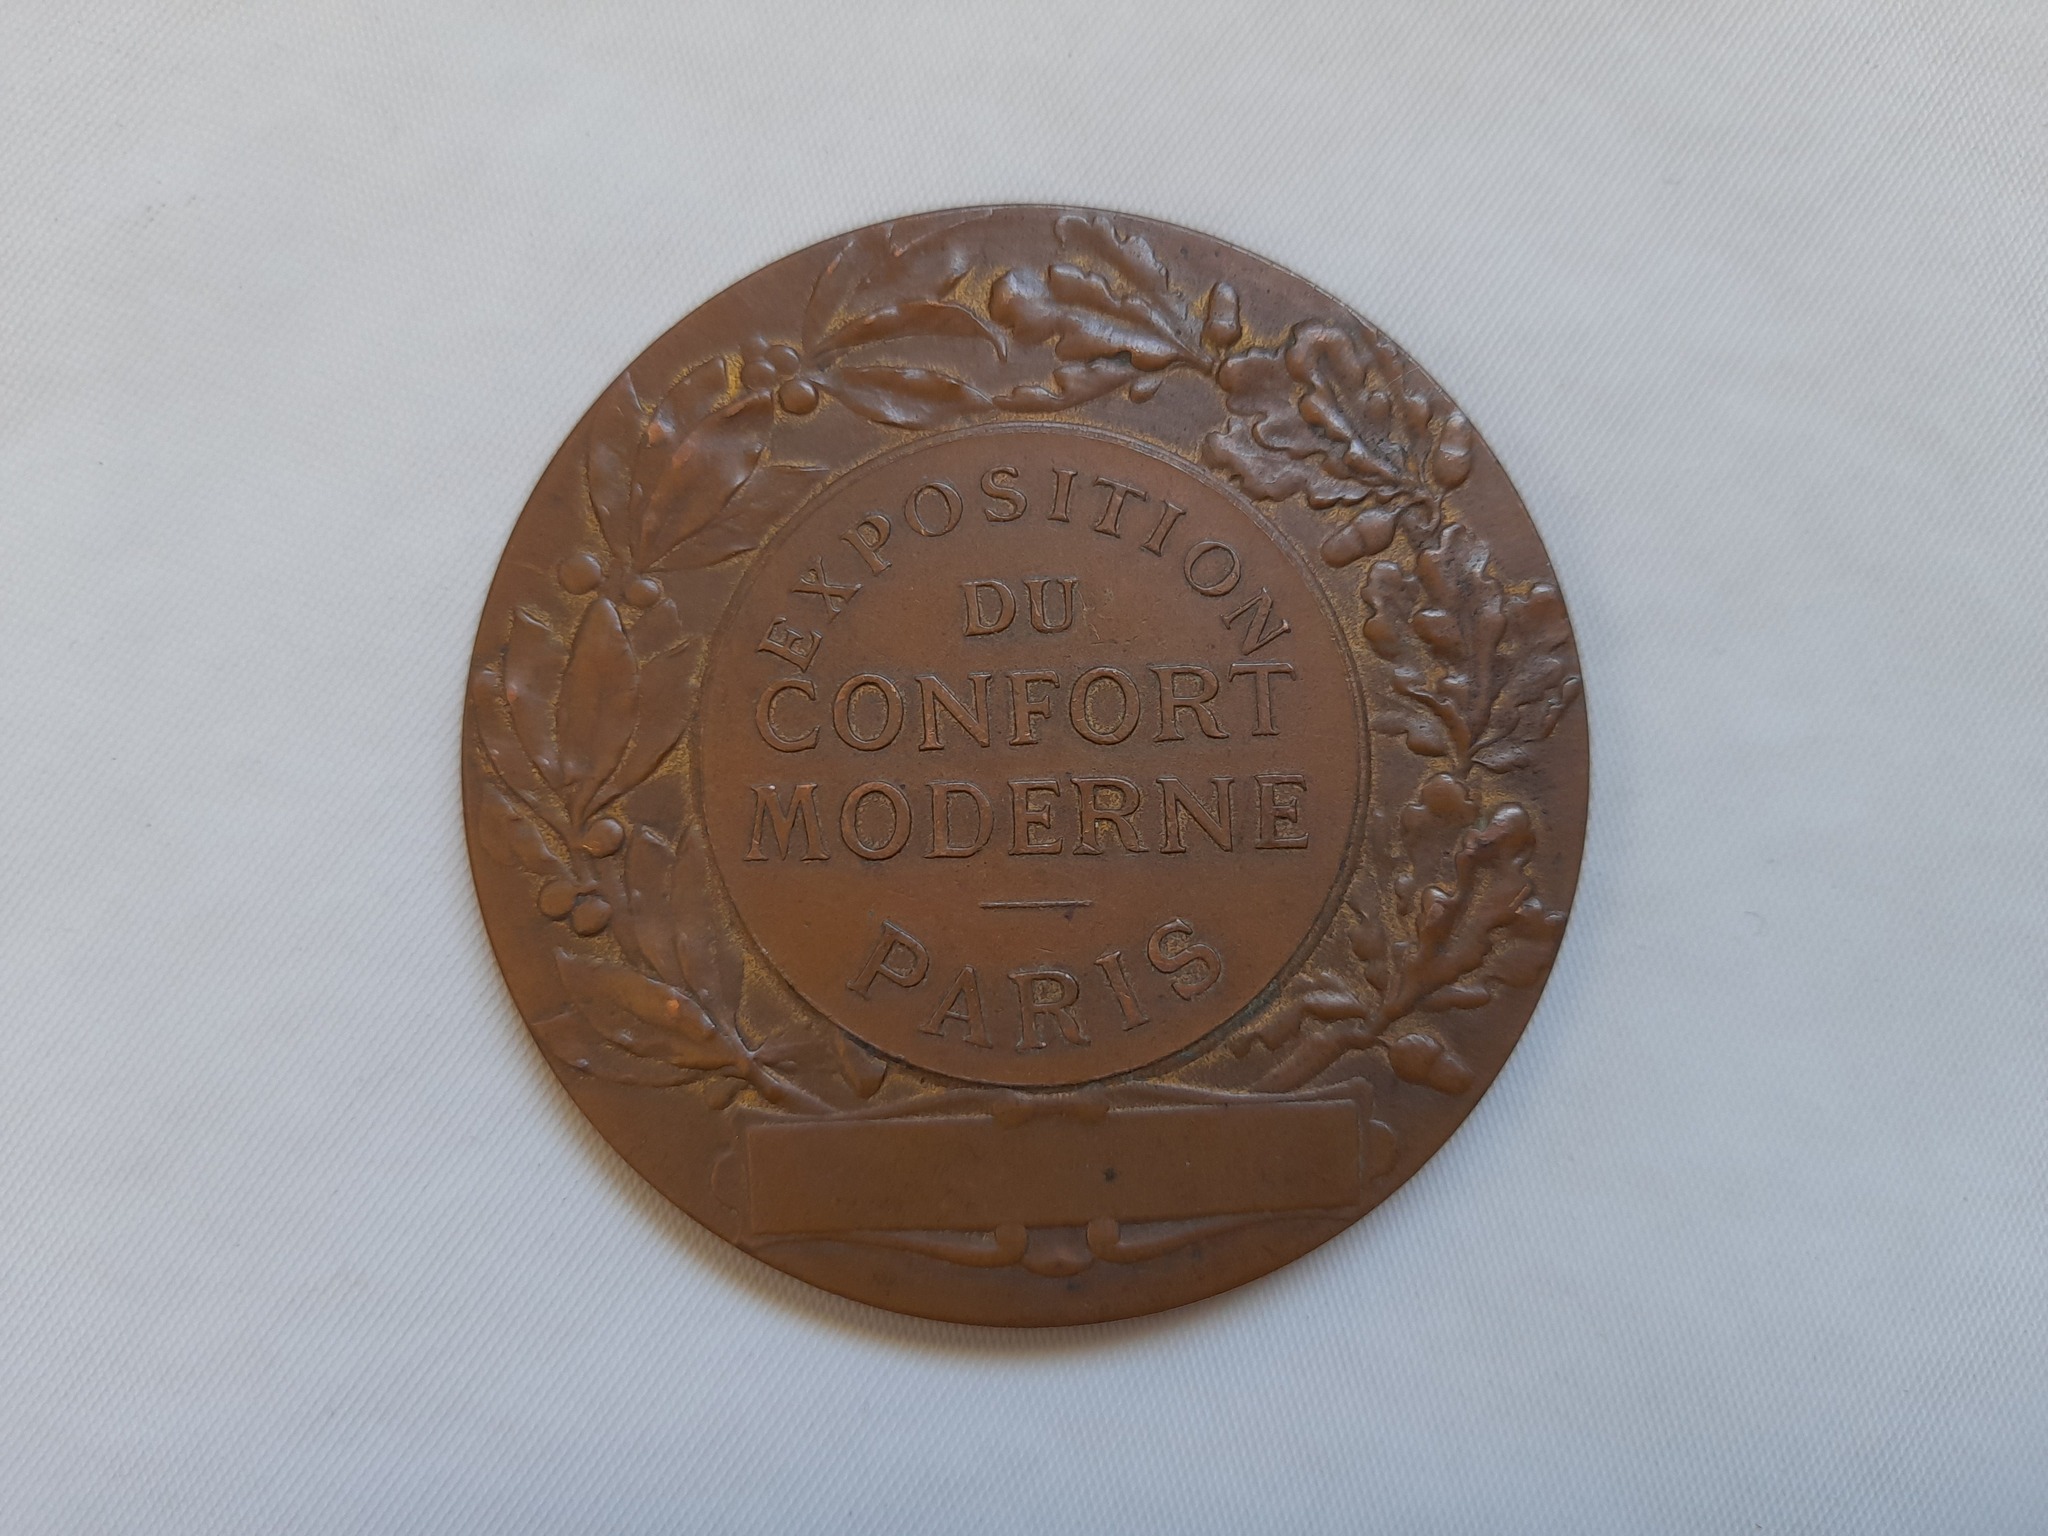 EXPOSITION
DU
CONFORT
MODERNE
PARIS